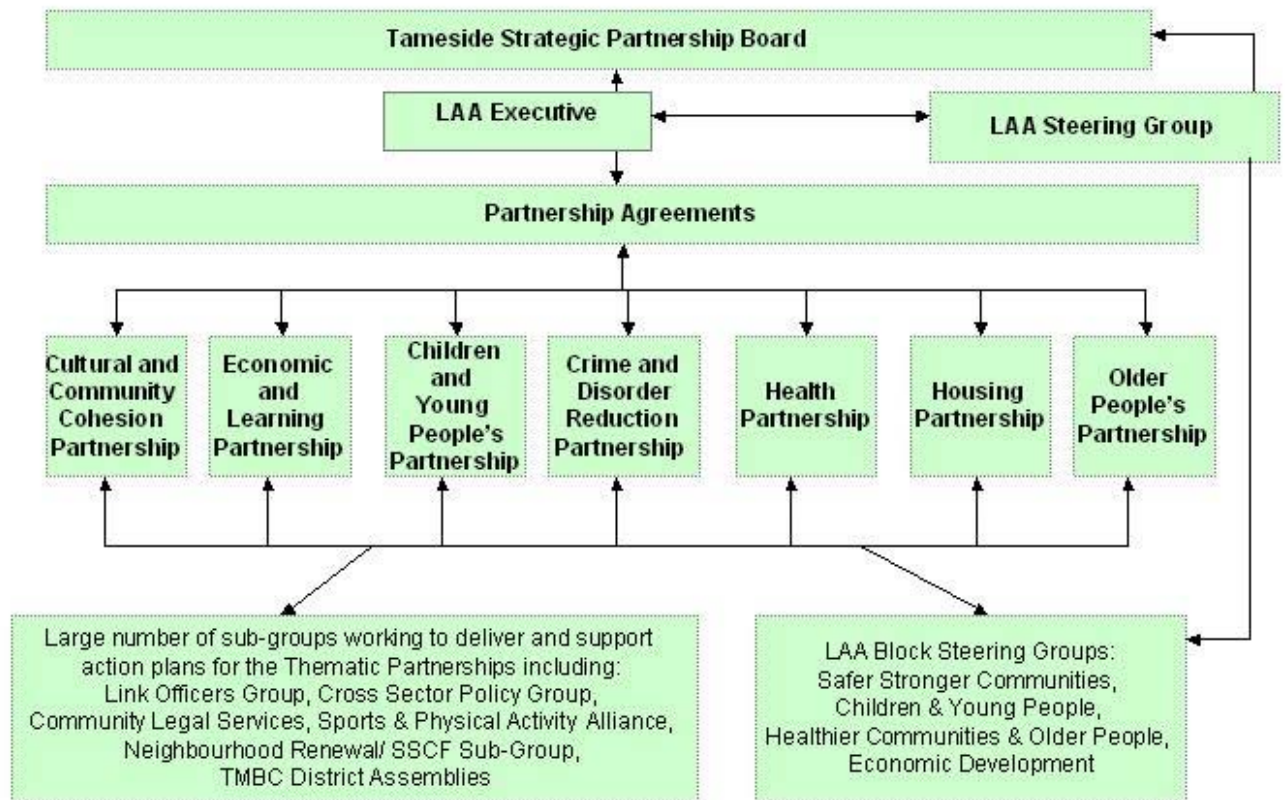 Tameside Strategic Partnership Board
LAA Executive
LAA Steering Group
Partnership Agreements
Cultural and
Community
Cohesion
Partnership
Economic
and
Learning
Partnership
Children
and
Young
People's
Partnership
Crime and
Disorder
Reduction
Partnership
Health
Partnership
Housing
Partnership
Older
People's
Partnership
Large number of sub-groups working to deliver and support
action plans for the Thematic Partnerships including:
Link Officers Group, Cross Sector Policy Group,
Community Legal Services, Sports & Physical Activity Alliance,
Neighbourhood Renewal/ SSCF Sub-Group,
TMBC District Assemblies
LAA Block Steering Groups:
Safer Stronger Communities,
Children & Young People,
Healthier Communities & Older People,
Economic Development